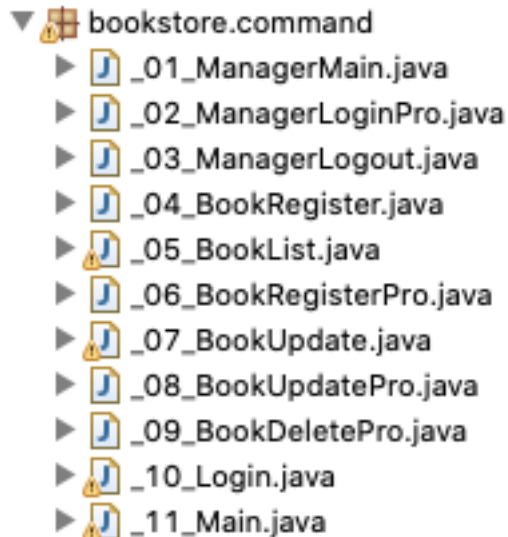 bookstore.command
_01_ManagerMain.java
_02_ManagerLoginPro.java
_03_ManagerLogout.java
_04_BookRegister.java
_05_BookList.java
_06_BookRegisterPro.java
_07_BookUpdate.java
_08_BookUpdatePro.java
_09_BookDeletePro.java
_10_Login.java
_11_Main.java